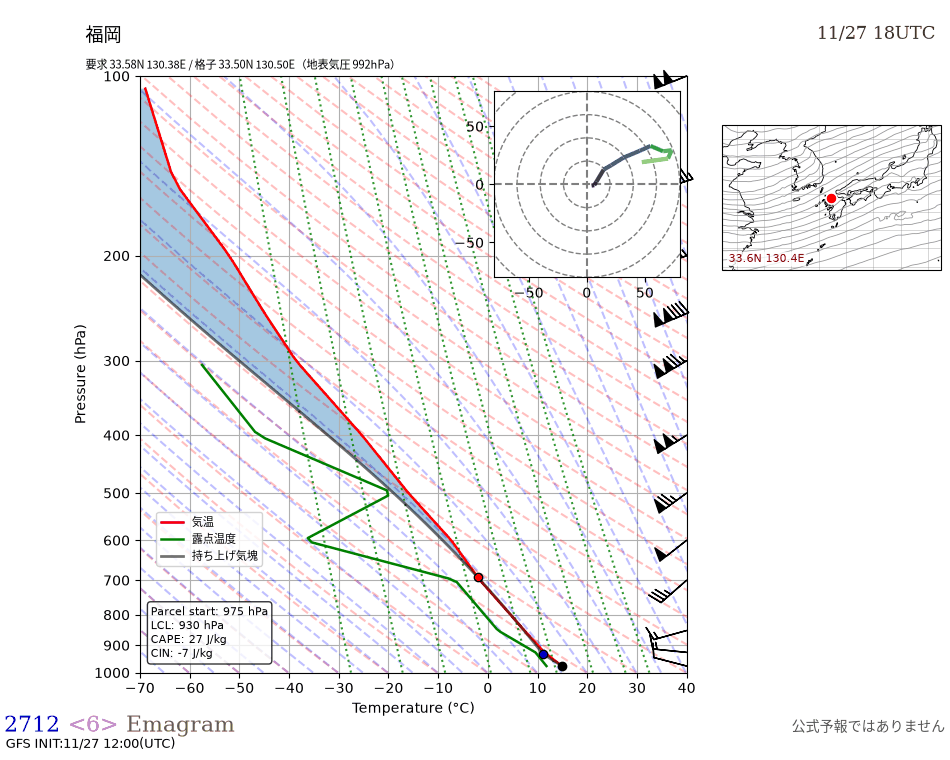 福岡
11/27 18UTC
要求 33.58N 130.38E / 格子 33.50N 130.50E（地表気圧 992hPa）
100
200
300
400
500
600
700
800
900
1000
Pressure (hPa)
−70 −60 −50 −40 −30 −20 −10 0 10 20 30 40
Temperature (°C)
50
0
−50
−50 0 50
33.6N 130.4E
気温
露点温度
持ち上げ気塊
Parcel start: 975 hPa
LCL: 930 hPa
CAPE: 27 J/kg
CIN: -7 J/kg
2712 <6> Emagram
公式予報ではありません
GFS INIT:11/27 12:00(UTC)